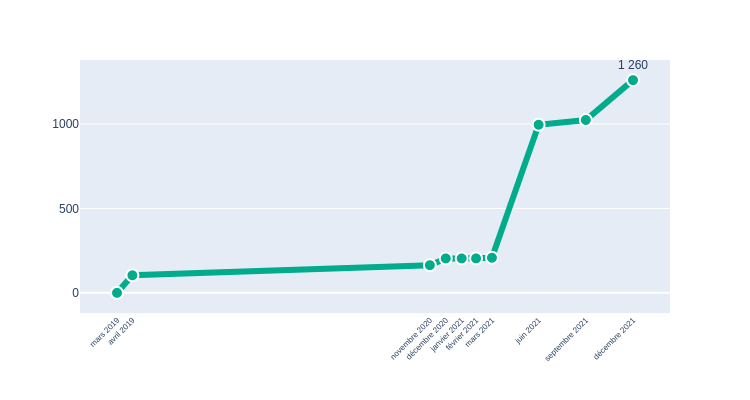 1 260
1000
500
0
mars 2019
avril 2019
novembre 2020
décembre 2020
janvier 2021
février 2021
mars 2021
juin 2021
septembre 2021
décembre 2021